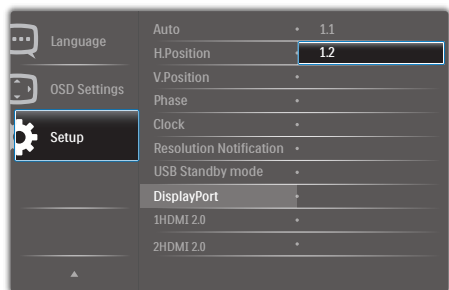 Language
OSD Settings
Setup
Auto
H.Position
V.Position
Phase
Clock
Resolution Notification
USB Standby mode
DisplayPort
1HDMI 2.0
2HDMI 2.0
1.1
1.2